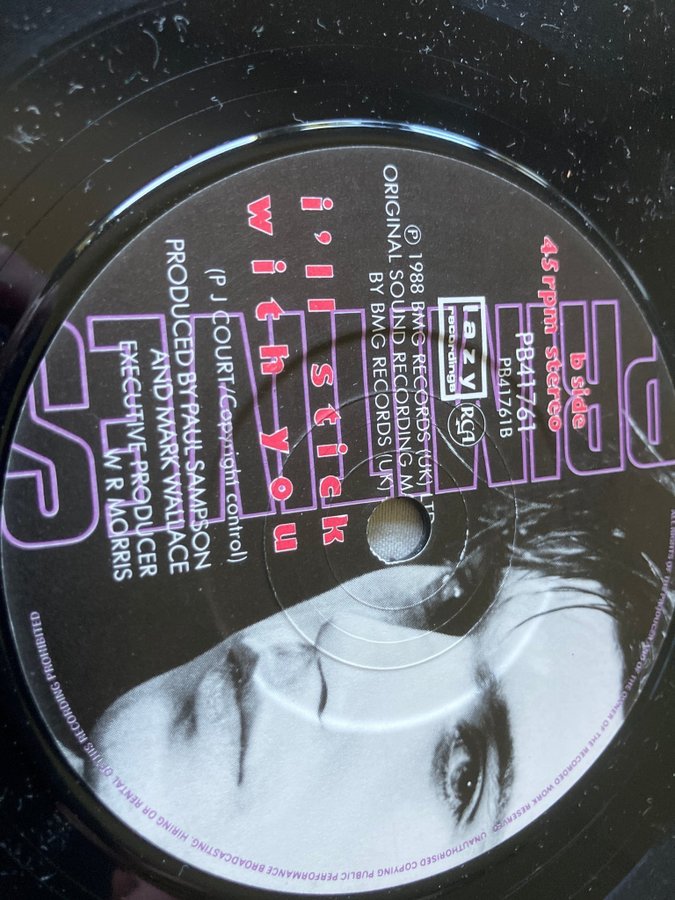 PRIMITIVES
b side
45rpm stereo
PB41761
PB41761B
lazy
recordings
RCA
℗ 1988 BMG RECORDS (UK) LTD
ORIGINAL SOUND RECORDING
BY BMG RECORDS (UK)
i'll stick
with you
(P J COURT/Copyright control)
PRODUCED BY PAUL SAMPSON
AND MARK WALLACE
EXECUTIVE PRODUCER
W R MORRIS
ALL RIGHTS OF THE PRODUCER AND OF THE OWNER OF THE RECORDED WORK RESERVED UNAUTHORISED COPYING PUBLIC PERFORMANCE BROADCASTING, HIRING OR RENTAL OF THIS RECORDING PROHIBITED